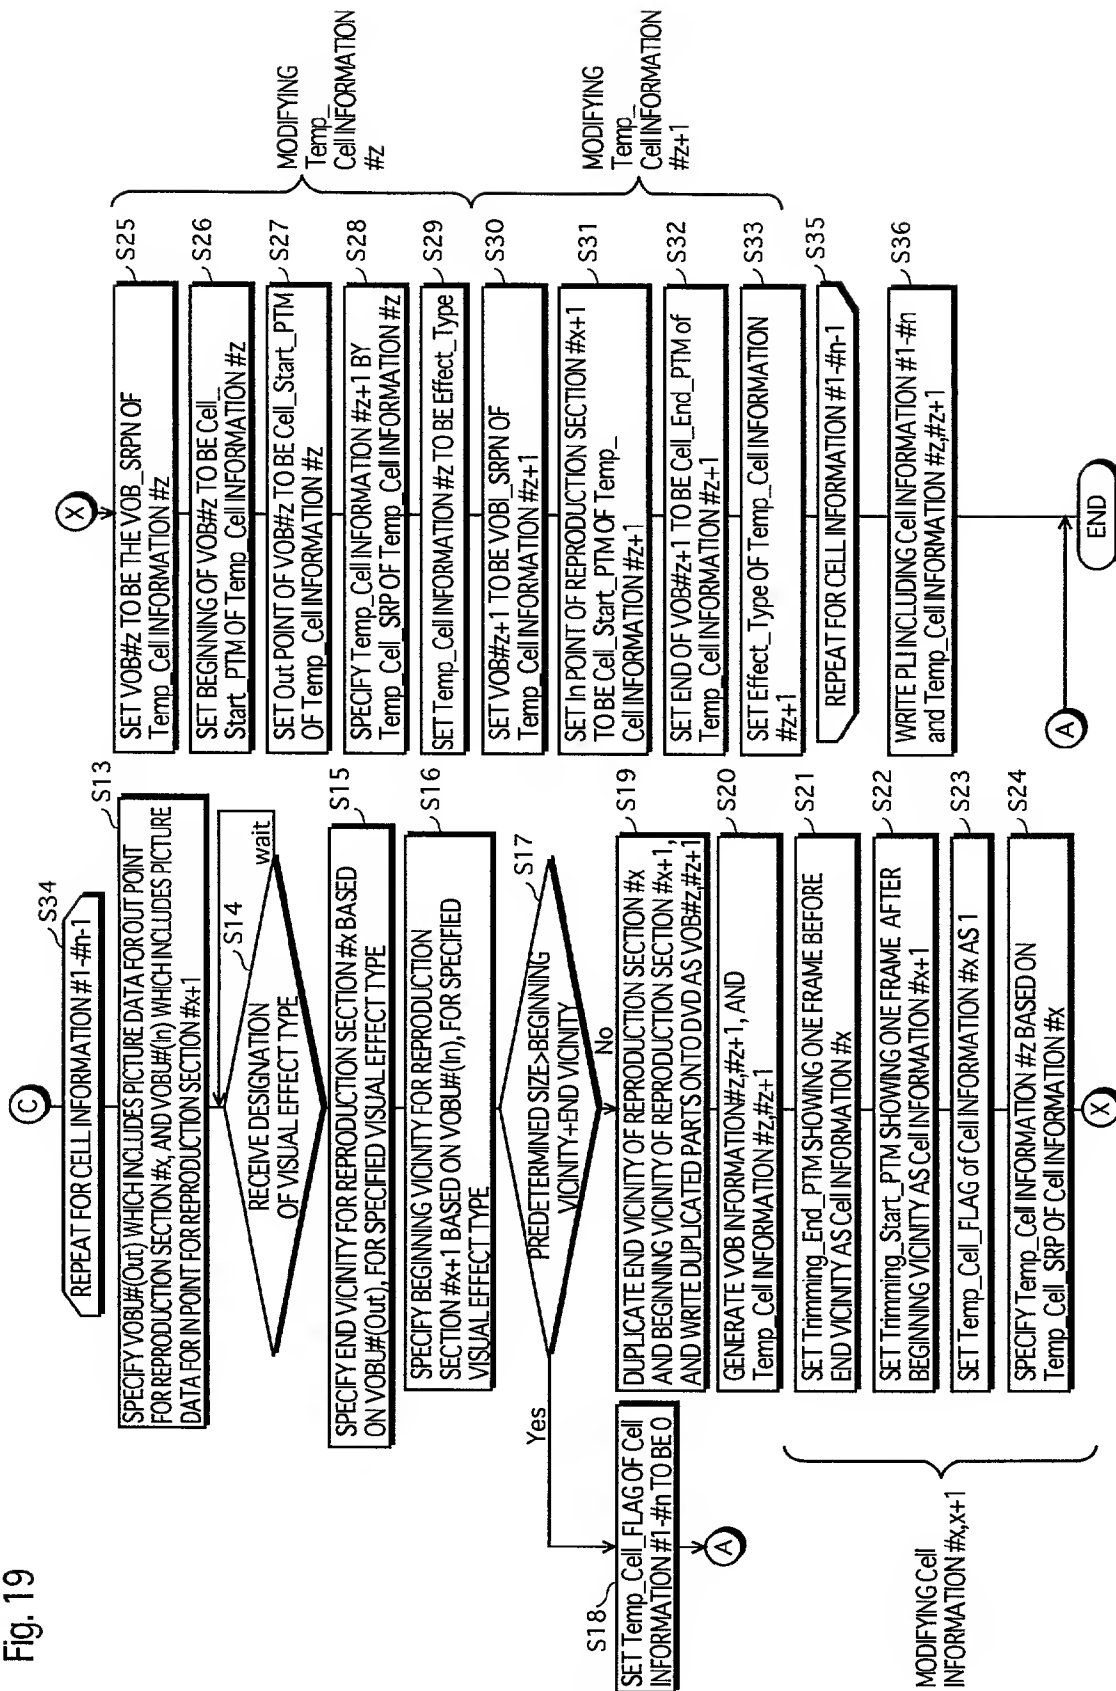 Fig. 19
C
S34
REPEAT FOR CELL INFORMATION #1-#n-1
S13
SPECIFY VOBU#(Out) WHICH INCLUDES PICTURE DATA FOR OUT POINT
FOR REPRODUCTION SECTION #x, AND VOBU#(In) WHICH INCLUDES PICTURE
DATA FOR IN POINT FOR REPRODUCTION SECTION #x+1
S14
RECEIVE DESIGNATION
OF VISUAL EFFECT TYPE
wait
S15
SPECIFY END VICINITY FOR REPRODUCTION SECTION #x BASED
ON VOBU#(Out), FOR SPECIFIED VISUAL EFFECT TYPE
S16
SPECIFY BEGINNING VICINITY FOR REPRODUCTION
SECTION #x+1 BASED ON VOBU#(In), FOR SPECIFIED
VISUAL EFFECT TYPE
S17
PREDETERMINED SIZE>BEGINNING
VICINITY+END VICINITY
Yes
No
S18
SET Temp_Cell_FLAG OF Cell
INFORMATION #1-#n TO BE 0
A
S19
DUPLICATE END VICINITY OF REPRODUCTION SECTION #x
AND BEGINNING VICINITY OF REPRODUCTION SECTION #x+1,
AND WRITE DUPLICATED PARTS ONTO DVD AS VOB#z,#z+1
S20
GENERATE VOB INFORMATION#z,#z+1, AND
Temp_Cell INFORMATION #z,#z+1
S21
SET Trimming_End_PTM SHOWING ONE FRAME BEFORE
END VICINITY AS Cell INFORMATION #x
S22
SET Trimming_Start_PTM SHOWING ONE FRAME AFTER
BEGINNING VICINITY AS Cell INFORMATION #x+1
S23
SET Temp_Cell_FLAG of Cell INFORMATION #x AS 1
S24
SPECIFY Temp_Cell INFORMATION #z BASED ON
Temp_Cell_SRP OF Cell INFORMATION #x
MODIFYING Cell
INFORMATION #x,x+1
X
X
S25
SET VOB#z TO BE THE VOB_SRPN OF
Temp_Cell INFORMATION #z
S26
SET BEGINNING OF VOB#z TO BE Cell_
Start_PTM OF Temp_Cell INFORMATION #z
S27
SET Out POINT OF VOB#z TO BE Cell_Start_PTM
OF Temp_Cell INFORMATION #z
S28
SPECIFY Temp_Cell INFORMATION #z+1 BY
Temp_Cell_SRP OF Temp_Cell INFORMATION #z
S29
SET Temp_Cell INFORMATION #z TO BE Effect_Type
MODIFYING
Temp_
Cell INFORMATION
#z
S30
SET VOB#z+1 TO BE VOBI_SRPN OF
Temp_Cell INFORMATION #z+1
S31
SET In POINT OF REPRODUCTION SECTION #x+1
TO BE Cell_Start_PTM OF Temp_
Cell INFORMATION #z+1
S32
SET END OF VOB#z+1 TO BE Cell_End_PTM of
Temp_Cell INFORMATION #z+1
S33
SET Effect_Type OF Temp_Cell INFORMATION
#z+1
MODIFYING
Temp_
Cell INFORMATION
#z+1
S35
REPEAT FOR CELL INFORMATION #1-#n-1
S36
WRITE PLI INCLUDING Cell INFORMATION #1-#n
and Temp_Cell INFORMATION #z,#z+1
A
END